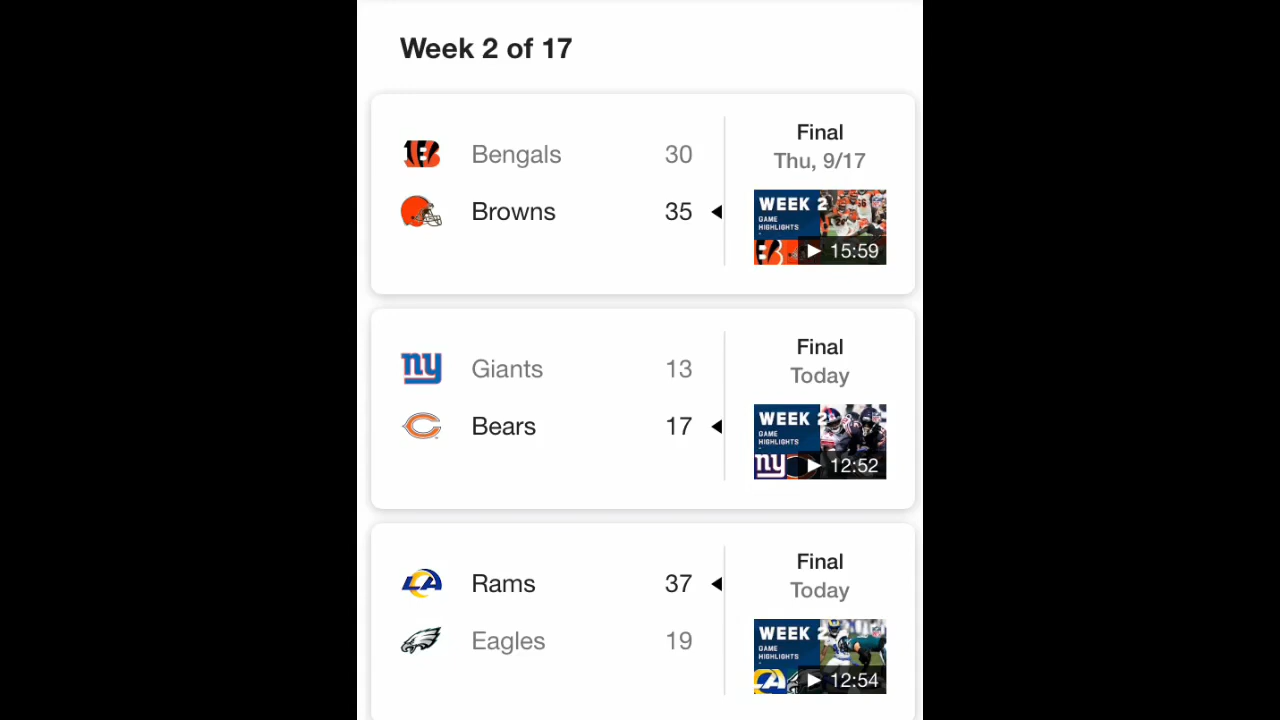 Week 2 of 17
Bengals 30
Browns 35
Final
Thu, 9/17
WEEK 2
GAME
HIGHLIGHTS
15:59
Giants 13
Bears 17
Final
Today
WEEK 2
GAME
HIGHLIGHTS
ny
12:52
Rams 37
Eagles 19
Final
Today
WEEK 2
GAME
HIGHLIGHTS
LA
12:54